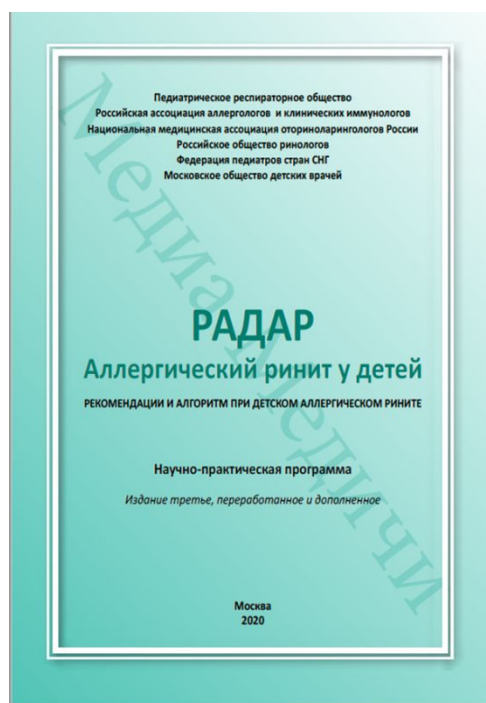 Педиатрическое респираторное общество
Российская ассоциация аллергологов и клинических иммунологов
Национальная медицинская ассоциация оториноларингологов России
Российское общество ринологов
Федерация педиатров стран СНГ
Московское общество детских врачей
Медиа Медичи
РАДАР
Аллергический ринит у детей
РЕКОМЕНДАЦИИ И АЛГОРИТМ ПРИ ДЕТСКОМ АЛЛЕРГИЧЕСКОМ РИНИТЕ
Научно-практическая программа
Издание третье, переработанное и дополненное
Москва
2020